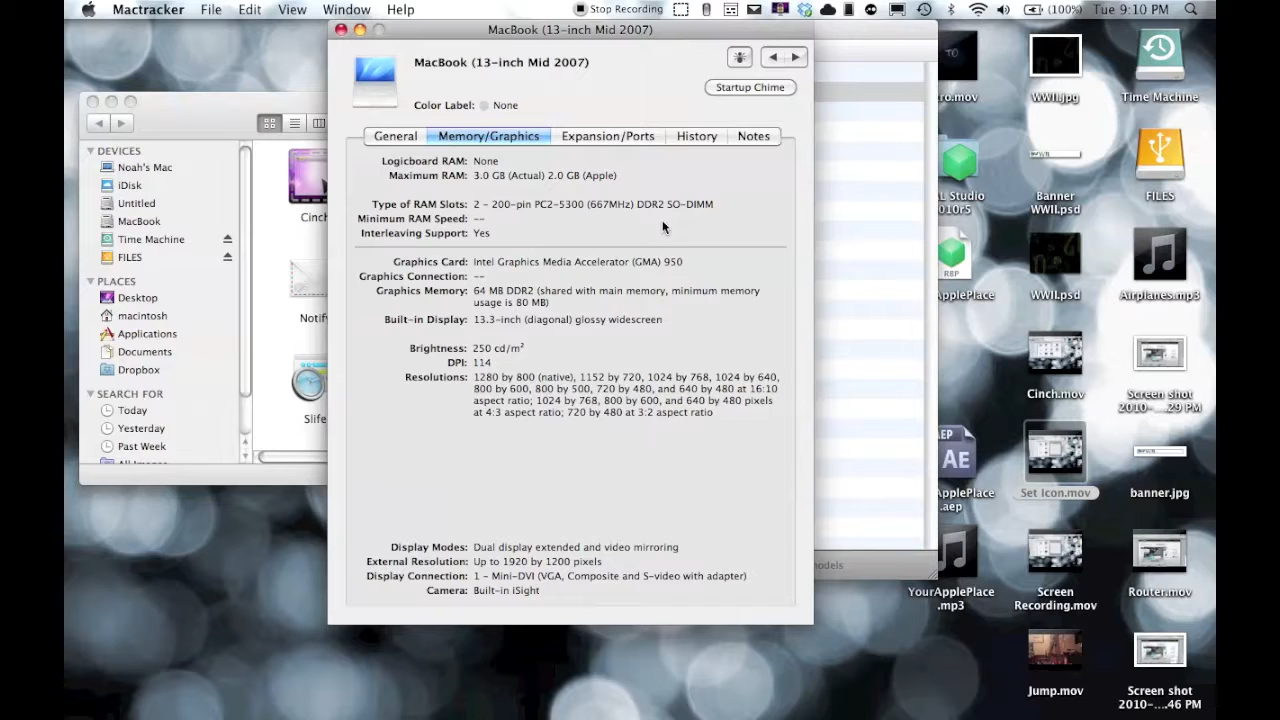 Mactracker File Edit View Window Help
Stop Recording
(100%) Tue 9:10 PM
MacBook (13-inch Mid 2007)
MacBook (13-inch Mid 2007)
Startup Chime
Color Label: None
General Memory/Graphics Expansion/Ports History Notes
Logicboard RAM: None
Maximum RAM: 3.0 GB (Actual) 2.0 GB (Apple)
Type of RAM Slots: 2 - 200-pin PC2-5300 (667MHz) DDR2 SO-DIMM
Minimum RAM Speed: --
Interleaving Support: Yes
Graphics Card: Intel Graphics Media Accelerator (GMA) 950
Graphics Connection: --
Graphics Memory: 64 MB DDR2 (shared with main memory, minimum memory
usage is 80 MB)
Built-in Display: 13.3-inch (diagonal) glossy widescreen
Brightness: 250 cd/m²
DPI: 114
Resolutions: 1280 by 800 (native), 1152 by 720, 1024 by 768, 1024 by 640,
800 by 600, 800 by 500, 720 by 480, and 640 by 480 at 16:10
aspect ratio; 1024 by 768, 800 by 600, and 640 by 480 pixels
at 4:3 aspect ratio; 720 by 480 at 3:2 aspect ratio
Display Modes: Dual display extended and video mirroring
External Resolution: Up to 1920 by 1200 pixels
Display Connection: 1 - Mini-DVI (VGA, Composite and S-video with adapter)
Camera: Built-in iSight
DEVICES
Noah's Mac
iDisk
Untitled
MacBook
Time Machine
FILES
PLACES
Desktop
macintosh
Applications
Documents
Dropbox
SEARCH FOR
Today
Yesterday
Past Week
All Images
Cinch
Notify
Slife
models
ro.mov
WWII.jpg
Time Machine
L Studio
010r5
Banner
WWII.psd
FILES
RBP
ApplePlace
WWII.psd
Airplanes.mp3
Cinch.mov
Screen shot
2010-....29 PM
AEP
AE
ApplePlace
.aep
Set Icon.mov
banner.jpg
YourApplePlace
.mp3
Screen
Recording.mov
Router.mov
Jump.mov
Screen shot
2010-....46 PM